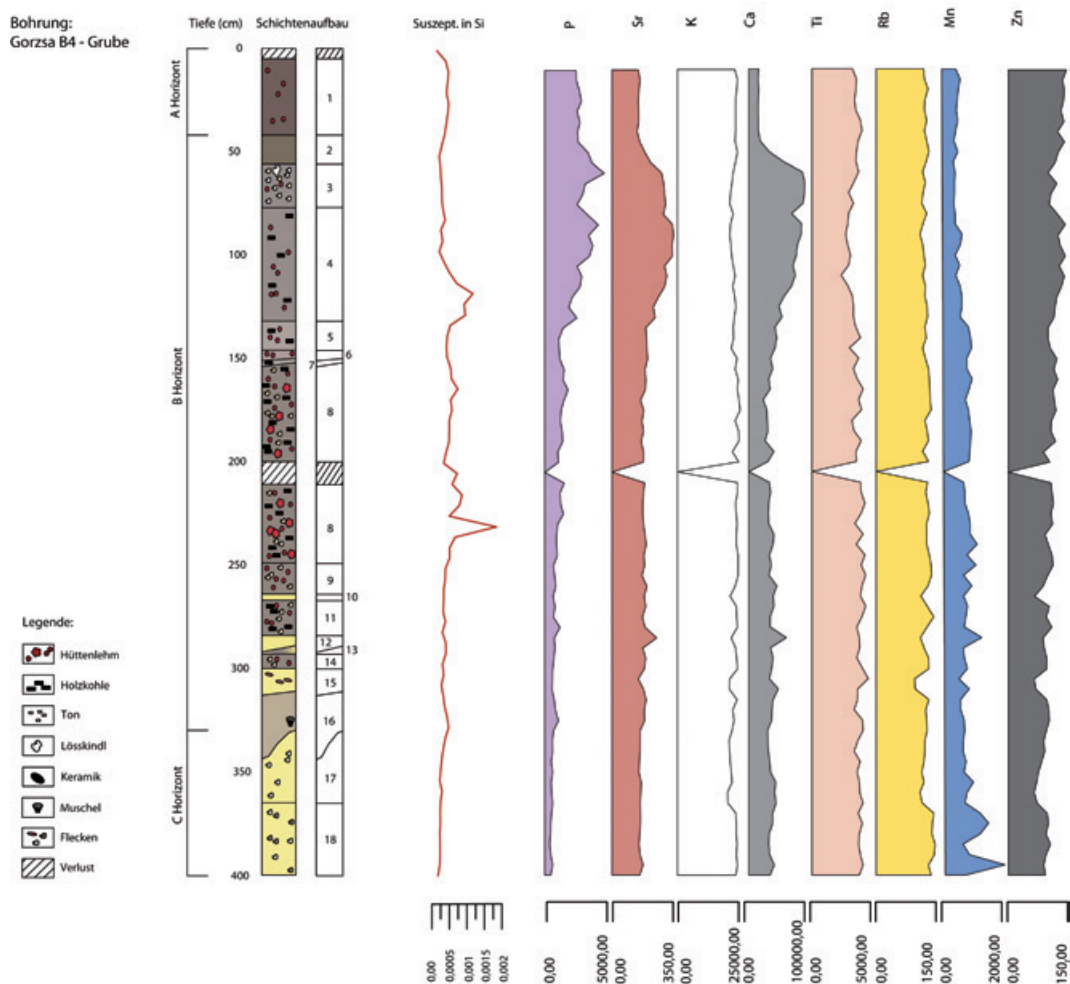 Bohrung:
Gorzsa B4 - Grube
Tiefe (cm)
Schichtenaufbau
Suszept. in Si
P
Sr
K
Ca
Ti
Rb
Mn
Zn
A Horizont
B Horizont
C Horizont
0
50
100
150
200
250
300
350
400
1
2
3
4
5
6
7
8
8
9
10
11
12
13
14
15
16
17
18
Legende:
Hüttenlehm
Holzkohle
Ton
Lösskindl
Keramik
Muschel
Flecken
Verlust
0,00
0,0005
0,001
0,0015
0,002
0,00
5000,00
0,00
350,00
0,00
25000,00
0,00
100000,00
0,00
5000,00
0,00
150,00
0,00
2000,00
0,00
150,00